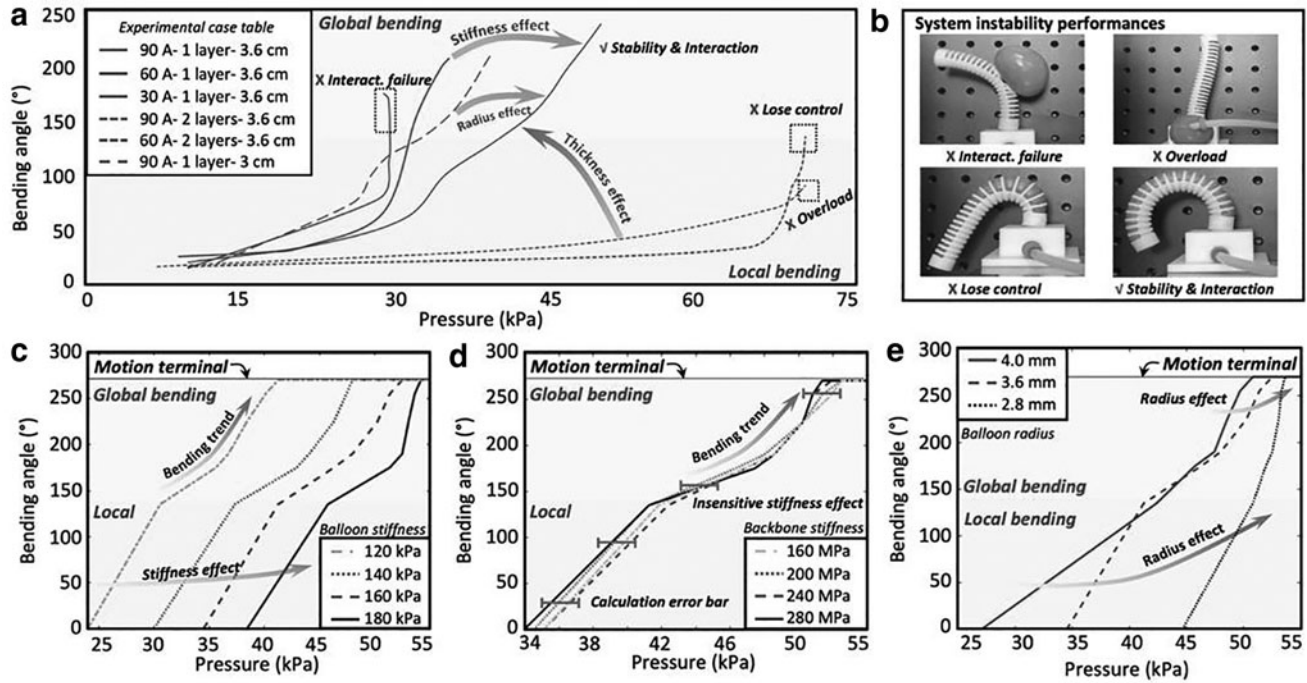 a
Experimental case table
90 A- 1 layer- 3.6 cm
60 A- 1 layer- 3.6 cm
30 A- 1 layer- 3.6 cm
90 A- 2 layers- 3.6 cm
60 A- 2 layers- 3.6 cm
90 A- 1 layer- 3 cm
Global bending
Stiffness effect
√ Stability & Interaction
X Interact. failure
Radius effect
X Lose control
Thickness effect
X Overload
Local bending
Bending angle (°)
250
200
150
100
50
0
0 15 30 45 60 75
Pressure (kPa)
b
System instability performances
X Interact. failure
X Overload
X Lose control
√ Stability & Interaction
c
Motion terminal
Global bending
Bending trend
Local
Stiffness effect
Balloon stiffness
120 kPa
140 kPa
160 kPa
180 kPa
Bending angle (°)
300
250
200
150
100
50
0
25 30 35 40 45 50 55
Pressure (kPa)
d
Motion terminal
Global bending
Bending trend
Insensitive stiffness effect
Local
Calculation error bar
Backbone stiffness
160 MPa
200 MPa
240 MPa
280 MPa
Bending angle (°)
300
250
200
150
100
50
0
34 38 42 46 50 55
Pressure (kPa)
e
4.0 mm
3.6 mm
2.8 mm
Balloon radius
Motion terminal
Radius effect
Global bending
Local bending
Radius effect
Bending angle (°)
300
250
200
150
100
50
0
25 30 35 40 45 50 55
Pressure (kPa)